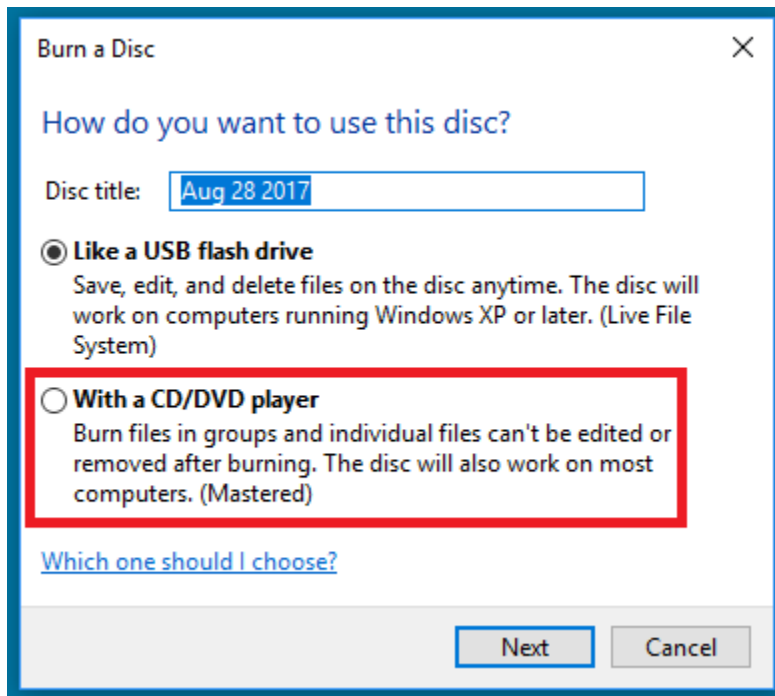 Burn a Disc
How do you want to use this disc?
Disc title: Aug 28 2017
Like a USB flash drive
Save, edit, and delete files on the disc anytime. The disc will
work on computers running Windows XP or later. (Live File
System)
With a CD/DVD player
Burn files in groups and individual files can't be edited or
removed after burning. The disc will also work on most
computers. (Mastered)
Which one should I choose?
Next Cancel